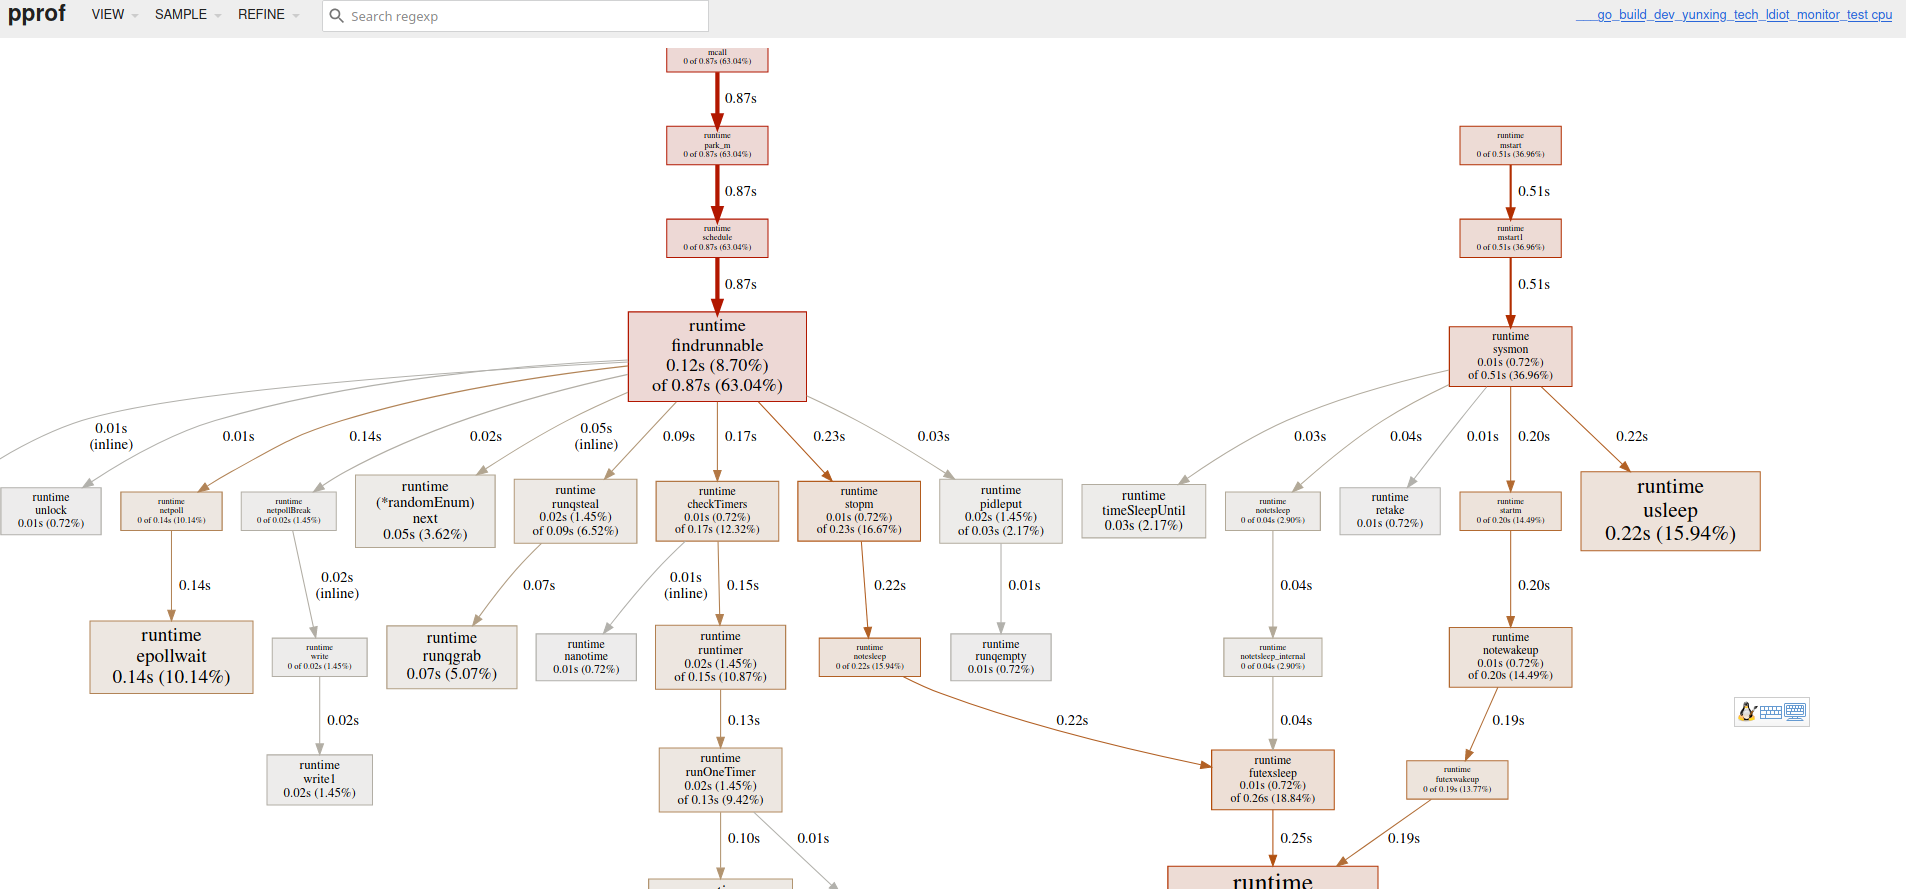 pprof
VIEW
SAMPLE
REFINE
Search regexp
___go_build_dev_yunxing_tech_ldiot_monitor_test cpu
mcall
0 of 0.87s (63.04%)
0.87s
runtime
park_m
0 of 0.87s (63.04%)
runtime
mstart
0 of 0.51s (36.96%)
0.87s
0.51s
runtime
schedule
0 of 0.87s (63.04%)
runtime
mstart1
0 of 0.51s (36.96%)
0.87s
0.51s
runtime
findrunnable
0.12s (8.70%)
of 0.87s (63.04%)
runtime
sysmon
0.01s (0.72%)
of 0.51s (36.96%)
0.01s
(inline)
0.01s
0.14s
0.02s
0.05s
(inline)
0.09s
0.17s
0.23s
0.03s
0.03s
0.04s
0.01s
0.20s
0.22s
runtime
unlock
0.01s (0.72%)
runtime
netpoll
0 of 0.14s (10.14%)
runtime
netpollBreak
0 of 0.02s (1.45%)
runtime
(*randomEnum)
next
0.05s (3.62%)
runtime
runqsteal
0.02s (1.45%)
of 0.09s (6.52%)
runtime
checkTimers
0.01s (0.72%)
of 0.17s (12.32%)
runtime
stopm
0.01s (0.72%)
of 0.23s (16.67%)
runtime
pidleput
0.02s (1.45%)
of 0.03s (2.17%)
runtime
timeSleepUntil
0.03s (2.17%)
runtime
notetsleep
0 of 0.04s (2.90%)
runtime
retake
0.01s (0.72%)
runtime
startm
0 of 0.20s (14.49%)
runtime
usleep
0.22s (15.94%)
0.14s
0.02s
(inline)
0.07s
0.01s
(inline)
0.15s
0.22s
0.01s
0.04s
0.20s
runtime
epollwait
0.14s (10.14%)
runtime
write
0 of 0.02s (1.45%)
runtime
runqgrab
0.07s (5.07%)
runtime
nanotime
0.01s (0.72%)
runtime
runtimer
0.02s (1.45%)
of 0.15s (10.87%)
runtime
notesleep
0 of 0.22s (15.94%)
runtime
runqempty
0.01s (0.72%)
runtime
notetsleep_internal
0 of 0.04s (2.90%)
runtime
notewakeup
0.01s (0.72%)
of 0.20s (14.49%)
0.02s
0.13s
0.22s
0.04s
0.19s
runtime
write1
0.02s (1.45%)
runtime
runOneTimer
0.02s (1.45%)
of 0.13s (9.42%)
runtime
futexsleep
0.01s (0.72%)
of 0.26s (18.84%)
runtime
futexwakeup
0 of 0.19s (13.77%)
0.10s
0.01s
0.25s
0.19s
runtime